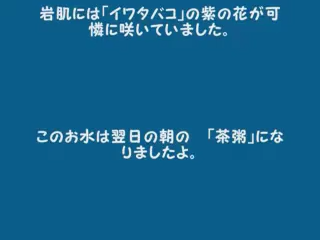 岩肌には「イワタバコ」の紫の花が可
憐に咲いていました。
このお水は翌日の朝の　「茶粥」にな
りましたよ。